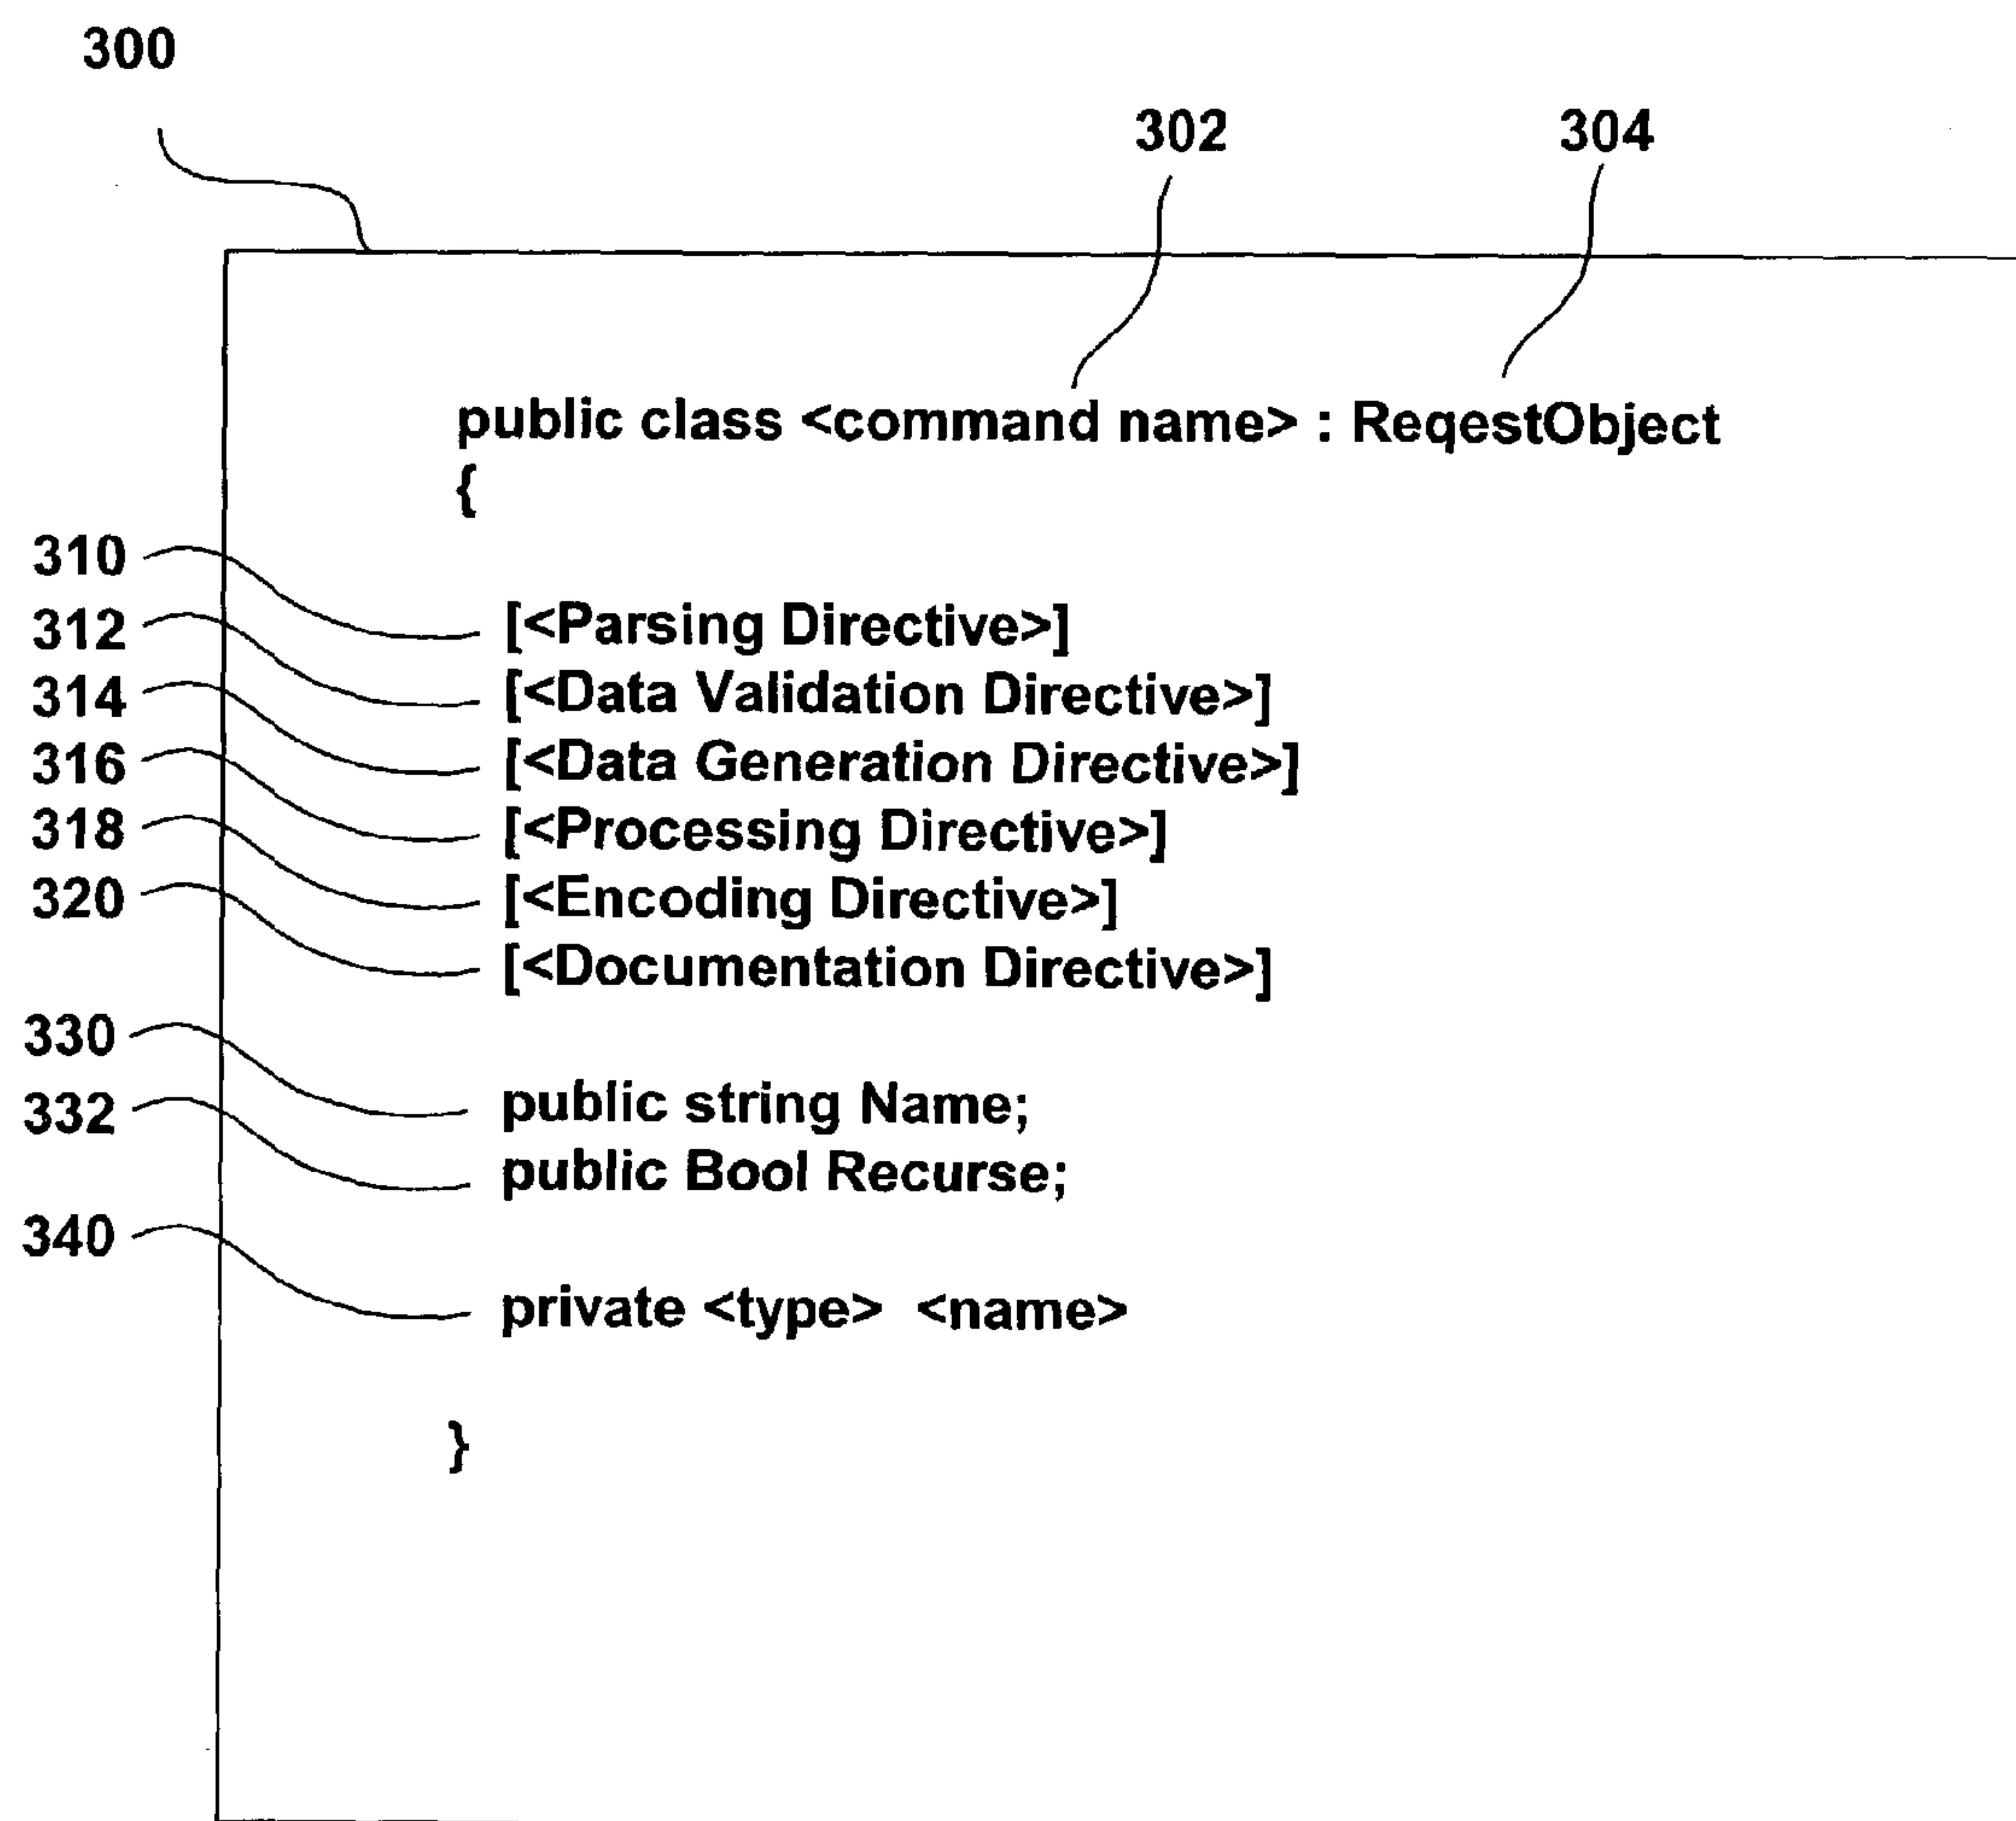 300
302 304
public class <command name> : ReqestObject
{
310
[<Parsing Directive>]
312
[<Data Validation Directive>]
314
[<Data Generation Directive>]
316
[<Processing Directive>]
318
[<Encoding Directive>]
320
[<Documentation Directive>]
330
public string Name;
332
public Bool Recurse;
340
private <type> <name>
}